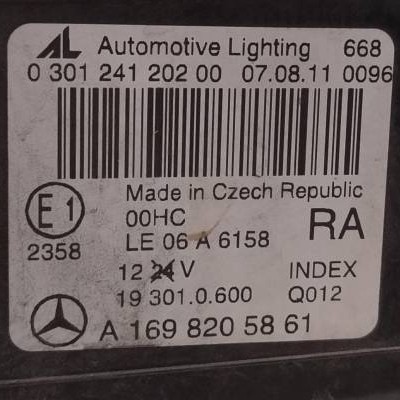 AL Automotive Lighting 668
0 301 241 202 00 07.08.11 0096
Made in Czech Republic
E1 00HC RA
2358 LE 06 A 6158
12 24 V INDEX
19 301.0.600 Q012
A 169 820 58 61